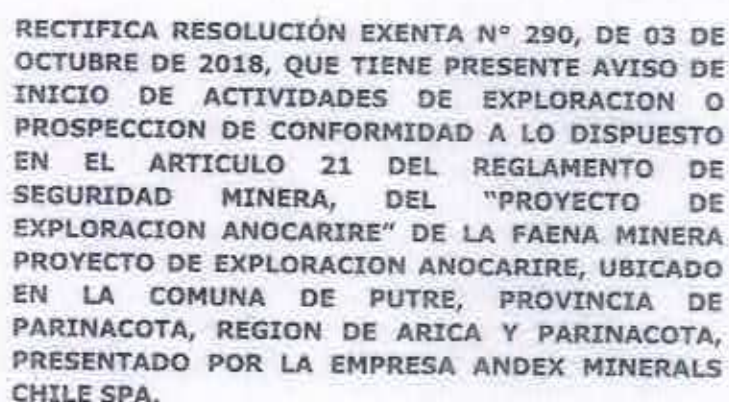 RECTIFICA RESOLUCIÓN EXENTA Nº 290, DE 03 DE
OCTUBRE DE 2018, QUE TIENE PRESENTE AVISO DE
INICIO DE ACTIVIDADES DE EXPLORACION O
PROSPECCION DE CONFORMIDAD A LO DISPUESTO
EN EL ARTICULO 21 DEL REGLAMENTO DE
SEGURIDAD MINERA, DEL "PROYECTO DE
EXPLORACION ANOCARIRE" DE LA FAENA MINERA
PROYECTO DE EXPLORACION ANOCARIRE, UBICADO
EN LA COMUNA DE PUTRE, PROVINCIA DE
PARINACOTA, REGION DE ARICA Y PARINACOTA,
PRESENTADO POR LA EMPRESA ANDEX MINERALS
CHILE SPA.